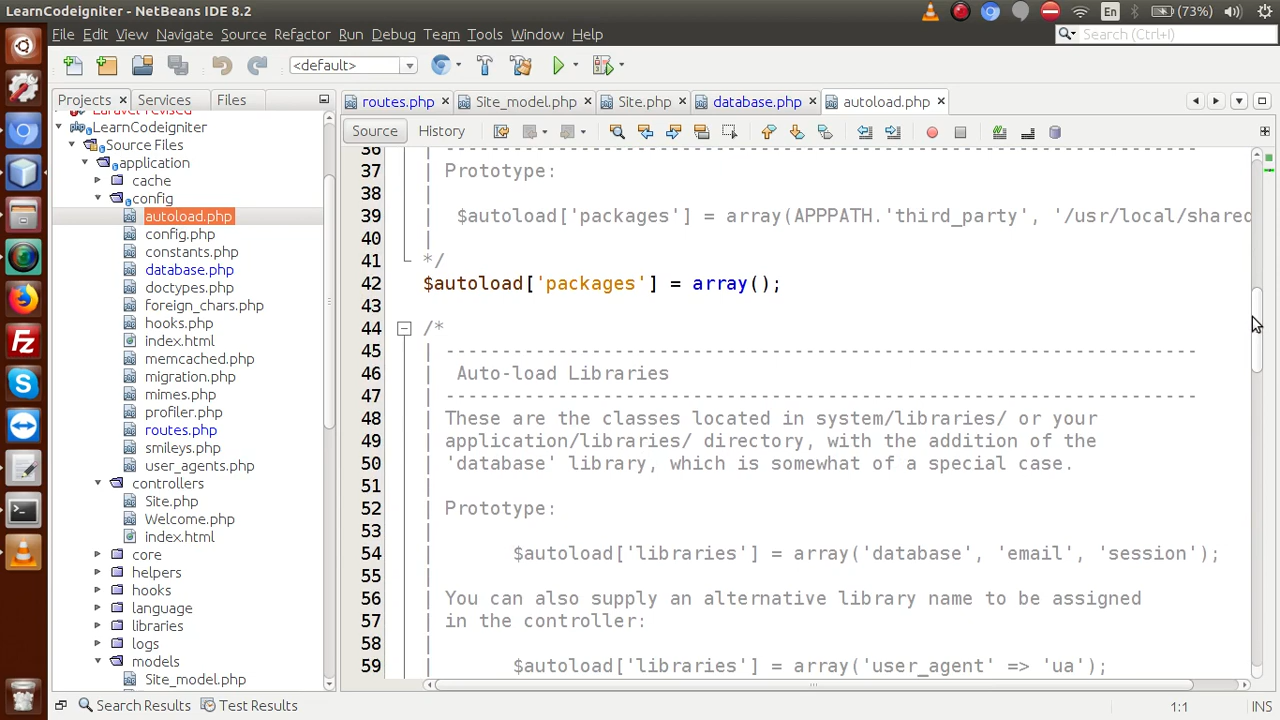 LearnCodeigniter - NetBeans IDE 8.2
En
(73%)
File Edit View Navigate Source Refactor Run Debug Team Tools Window Help
Search (Ctrl+I)
<default>
Projects Services Files
routes.php Site_model.php Site.php database.php autoload.php
Source History
LearnCodeigniter
Source Files
application
cache
config
autoload.php
config.php
constants.php
database.php
doctypes.php
foreign_chars.php
hooks.php
index.html
memcached.php
migration.php
mimes.php
profiler.php
routes.php
smileys.php
user_agents.php
controllers
Site.php
Welcome.php
index.html
core
helpers
hooks
language
libraries
logs
models
Site_model.php
36 | -------------------------------------------------------------------
37 | Prototype:
38 |
39 |  $autoload['packages'] = array(APPPATH.'third_party', '/usr/local/shared
40 |
41 */
42 $autoload['packages'] = array();
43
44 /*
45 | -------------------------------------------------------------------
46 |  Auto-load Libraries
47 | -------------------------------------------------------------------
48 | These are the classes located in system/libraries/ or your
49 | application/libraries/ directory, with the addition of the
50 | 'database' library, which is somewhat of a special case.
51 |
52 | Prototype:
53 |
54 | $autoload['libraries'] = array('database', 'email', 'session');
55 |
56 | You can also supply an alternative library name to be assigned
57 | in the controller:
58 |
59 | $autoload['libraries'] = array('user_agent' => 'ua');
Search Results Test Results
1:1 INS